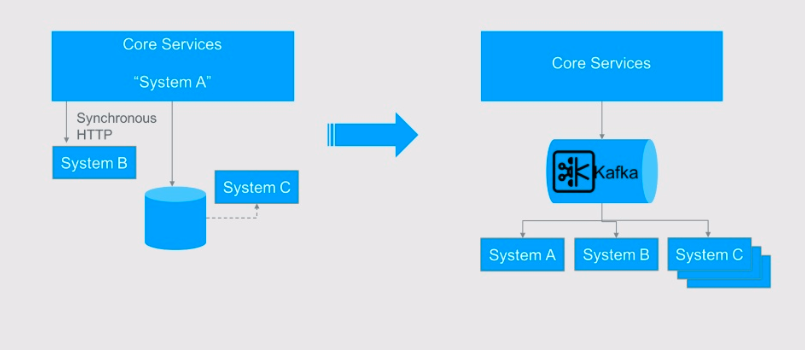 Core Services
“System A”
Synchronous
HTTP
System B
System C
Core Services
Kafka
System A
System B
System C